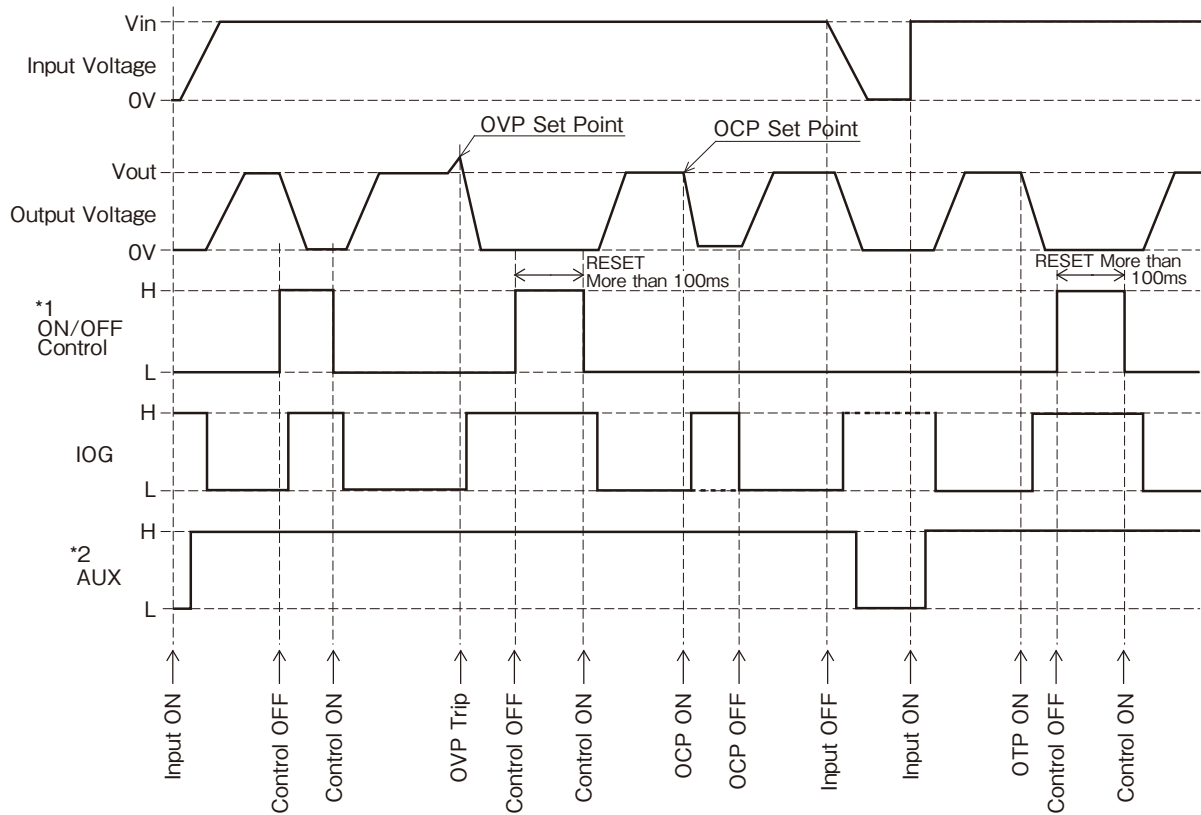 Vin
Input Voltage
0V
OVP Set Point
OCP Set Point
Vout
Output Voltage
0V
RESET
More than 100ms
RESET More than
100ms
H
*1
ON/OFF
Control
L
H
IOG
L
H
*2
AUX
L
Input ON
Control OFF
Control ON
OVP Trip
Control OFF
Control ON
OCP ON
OCP OFF
Input OFF
Input ON
OTP ON
Control OFF
Control ON